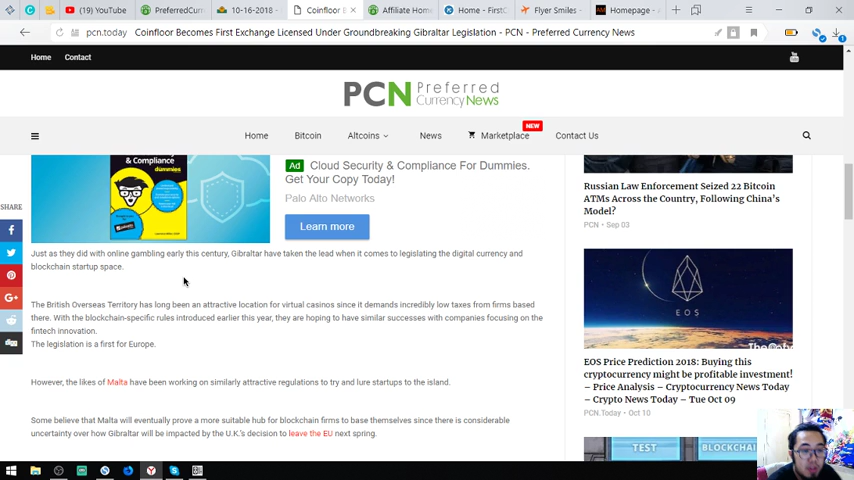 (19) YouTube
PreferredCurr
10-16-2018 -
Coinfloor B
Affiliate Home
Home - FirstC
Flyer Smiles -
Homepage -
pcn.today
Coinfloor Becomes First Exchange Licensed Under Groundbreaking Gibraltar Legislation - PCN - Preferred Currency News
Home
Contact
PCN Preferred Currency News
Home
Bitcoin
Altcoins
News
Marketplace
NEW
Contact Us
SHARE
& Compliance
dummies
Ad Cloud Security & Compliance For Dummies.
Get Your Copy Today!
Palo Alto Networks
Learn more
Just as they did with online gambling early this century, Gibraltar have taken the lead when it comes to legislating the digital currency and
blockchain startup space.
The British Overseas Territory has long been an attractive location for virtual casinos since it demands incredibly low taxes from firms based
there. With the blockchain-specific rules introduced earlier this year, they are hoping to have similar successes with companies focusing on the
fintech innovation.
The legislation is a first for Europe.
However, the likes of Malta have been working on similarly attractive regulations to try and lure startups to the island.
Some believe that Malta will eventually prove a more suitable hub for blockchain firms to base themselves since there is considerable
uncertainty over how Gibraltar will be impacted by the U.K.'s decision to leave the EU next spring.
Russian Law Enforcement Seized 22 Bitcoin
ATMs Across the Country, Following China's
Model?
PCN • Sep 03
EOS
EOS Price Prediction 2018: Buying this
cryptocurrency might be profitable investment!
– Price Analysis – Cryptocurrency News Today
– Crypto News Today – Tue Oct 09
PCN.Today • Oct 10
TEST
BLOCKCHAI